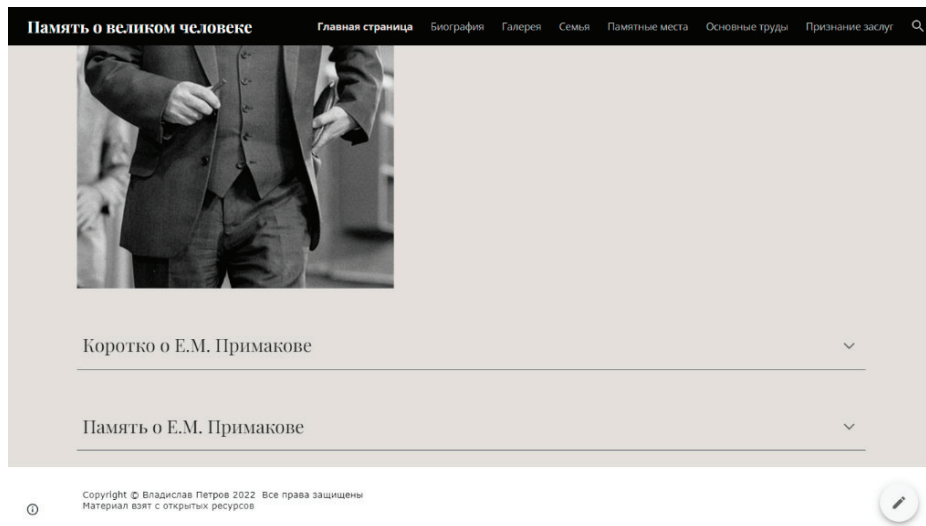 Память о великом человеке
Главная страница Биография Галерея Семья Памятные места Основные труды Признание заслуг
Коротко о Е.М. Примакове
Память о Е.М. Примакове
Copyright © Владислав Петров 2022 Все права защищены
Материал взят с открытых ресурсов